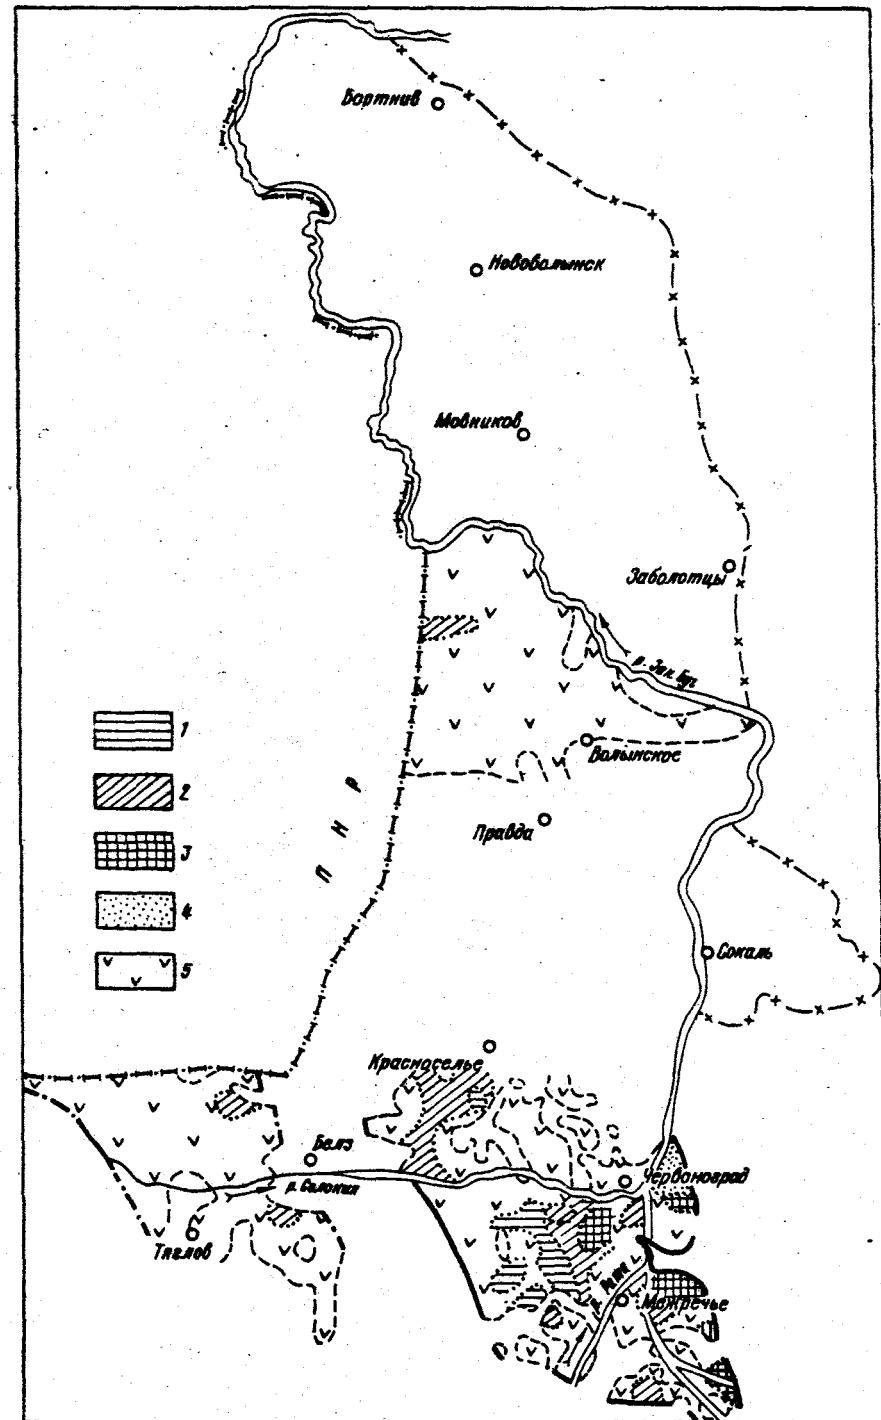 Бортнив
Нововолынск
Мовников
Заболотцы
р. Зап. Буг
Волынское
1
2
3
4
5
П Н Р
Правда
Сокаль
Красноселье
Белз
р. Солокия
Тяглов
Червоноград
р. Рата
Межречье